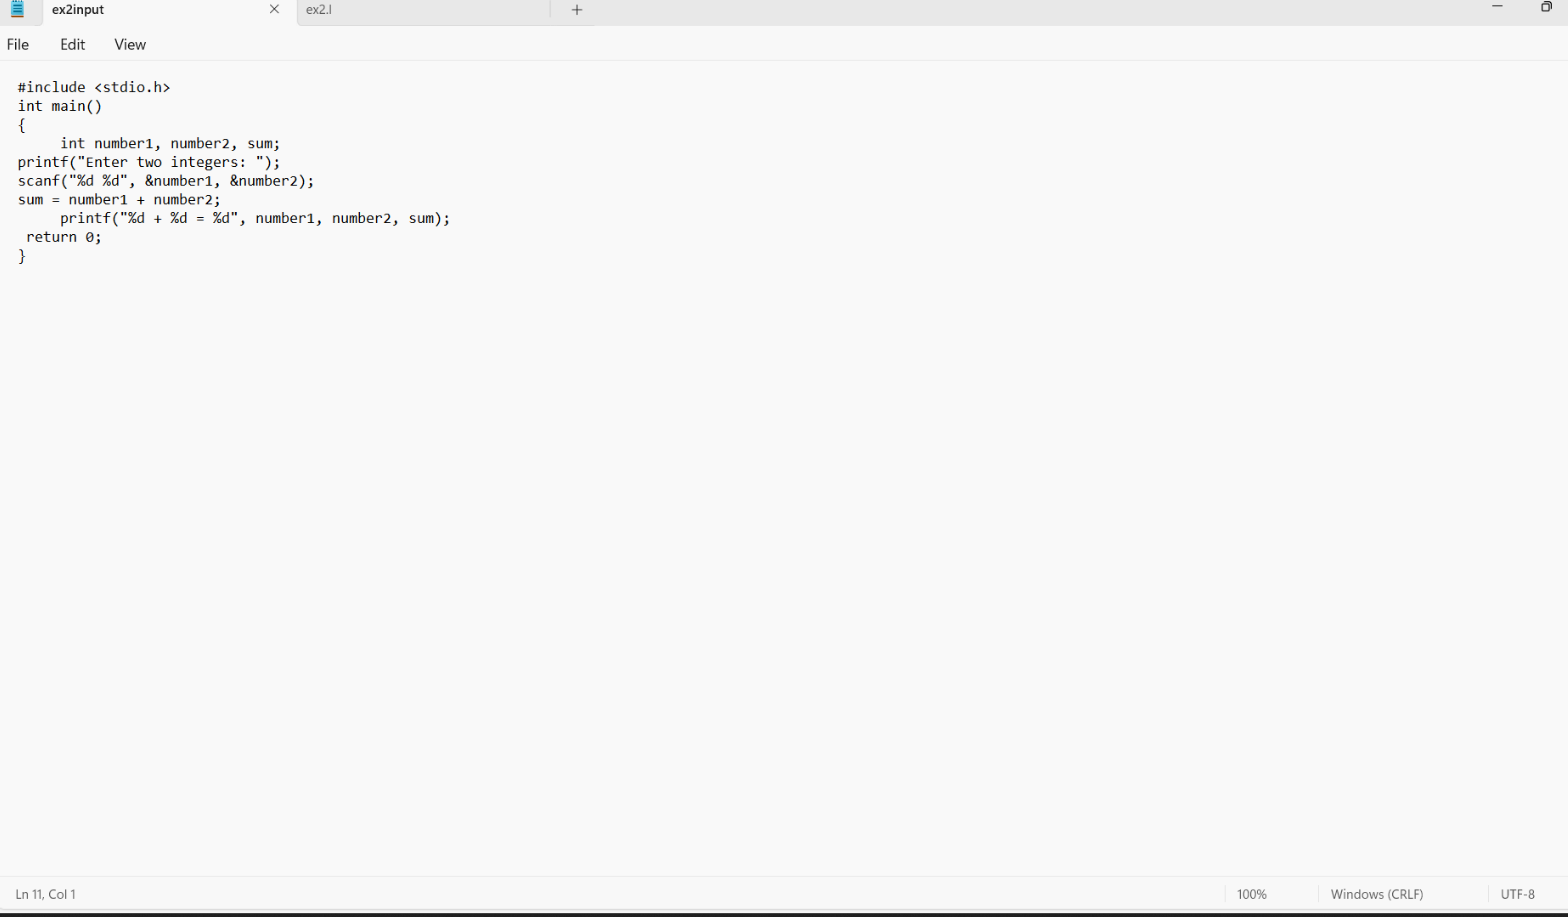 ex2input
ex2.l
File Edit View
#include <stdio.h>
int main()
{
     int number1, number2, sum;
printf("Enter two integers: ");
scanf("%d %d", &number1, &number2);
sum = number1 + number2;
     printf("%d + %d = %d", number1, number2, sum);
 return 0;
}
Ln 11, Col 1
100%
Windows (CRLF)
UTF-8